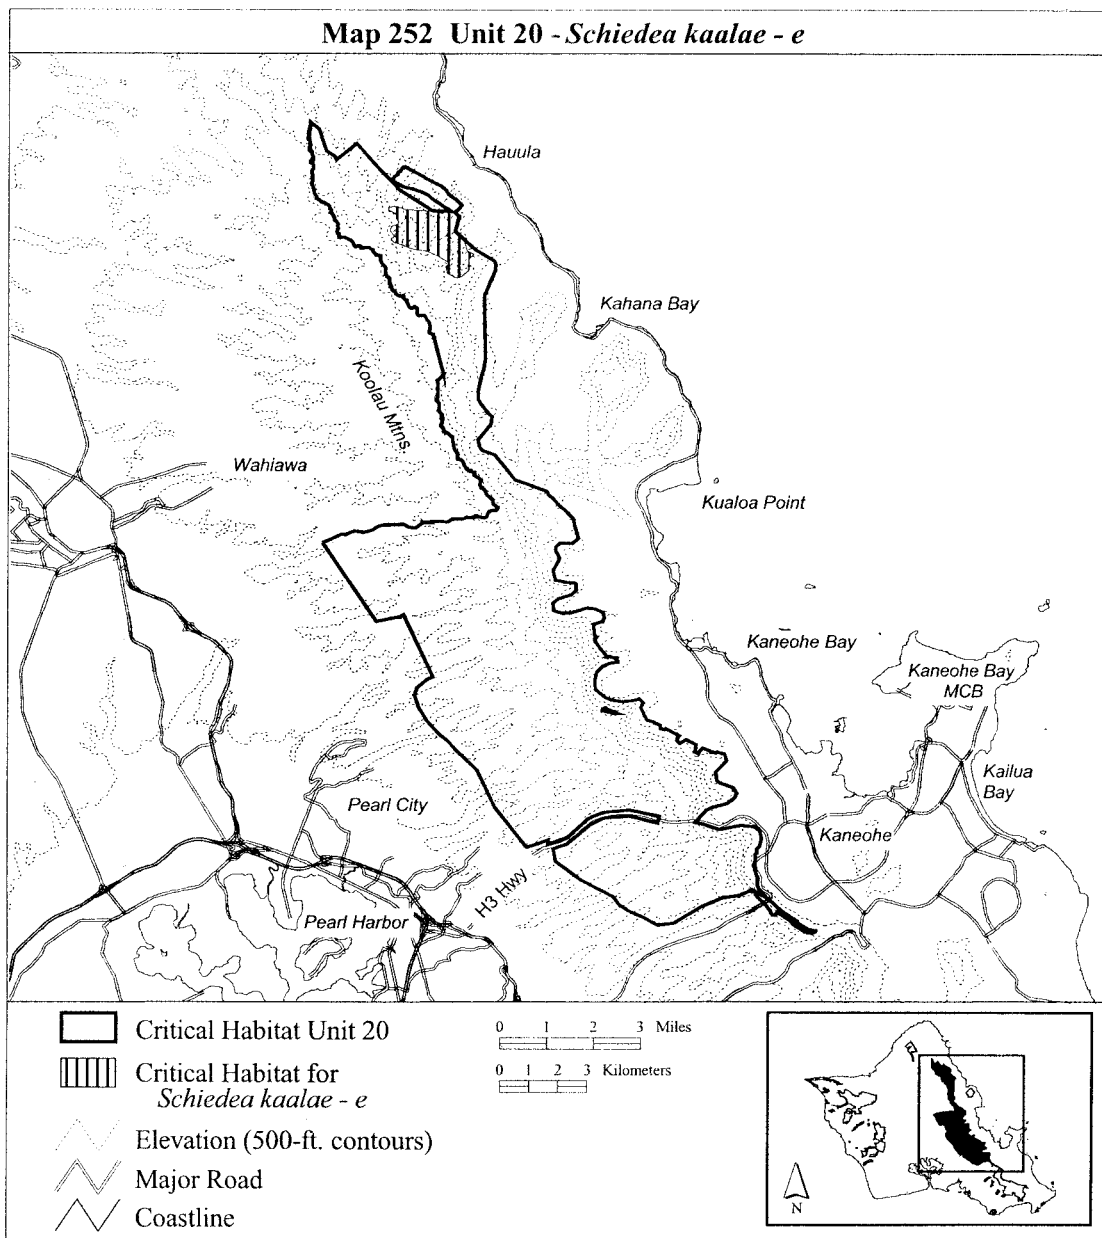 Map 252 Unit 20 - Schiedea kaalae - e
Hauula
Kahana Bay
Koolau Mtns.
Wahiawa
Kualoa Point
Kaneohe Bay
Kaneohe Bay
MCB
Kailua
Bay
Pearl City
Kaneohe
H3 Hwy
Pearl Harbor
Critical Habitat Unit 20
Critical Habitat for
Schiedea kaalae - e
Elevation (500-ft. contours)
Major Road
Coastline
0 1 2 3 Miles
0 1 2 3 Kilometers
N